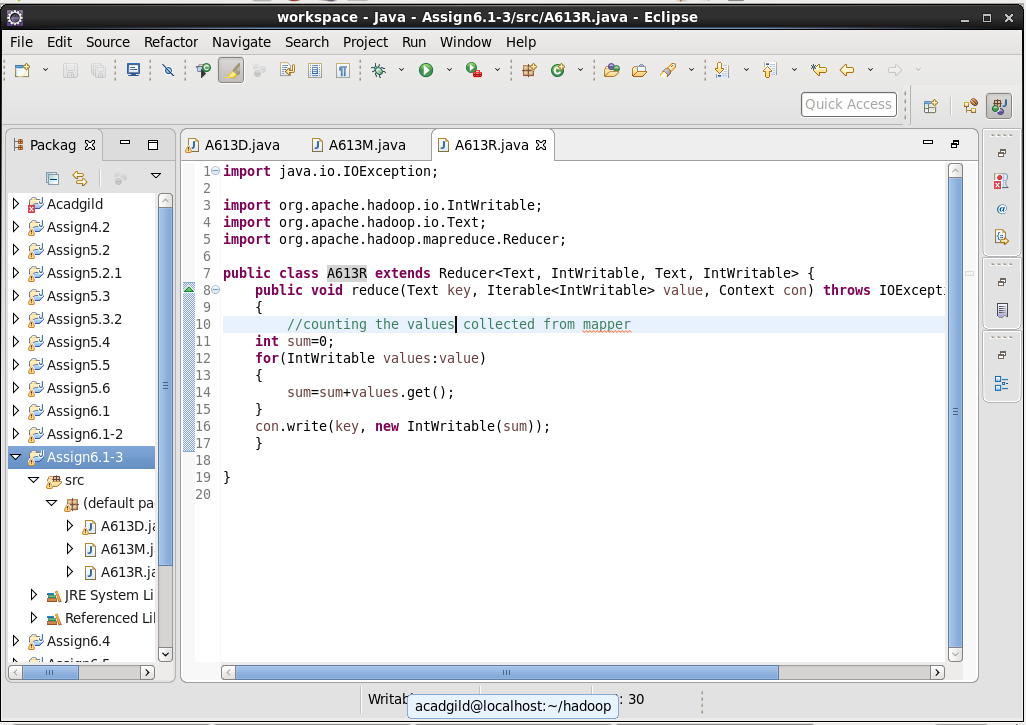 workspace - Java - Assign6.1-3/src/A613R.java - Eclipse
File Edit Source Refactor Navigate Search Project Run Window Help
Quick Access
Packag
A613D.java A613M.java A613R.java
Acadgild
Assign4.2
Assign5.2
Assign5.2.1
Assign5.3
Assign5.3.2
Assign5.4
Assign5.5
Assign5.6
Assign6.1
Assign6.1-2
Assign6.1-3
src
(default pa
A613D.ja
A613M.j
A613R.ja
JRE System Li
Referenced Li
Assign6.4
1 import java.io.IOException;
2
3 import org.apache.hadoop.io.IntWritable;
4 import org.apache.hadoop.io.Text;
5 import org.apache.hadoop.mapreduce.Reducer;
6
7 public class A613R extends Reducer<Text, IntWritable, Text, IntWritable> {
8 public void reduce(Text key, Iterable<IntWritable> value, Context con) throws IOExcepti
9 {
10 //counting the values collected from mapper
11 int sum=0;
12 for(IntWritable values:value)
13 {
14 sum=sum+values.get();
15 }
16 con.write(key, new IntWritable(sum));
17 }
18
19 }
20
Writab : 30
acadgild@localhost:~/hadoop